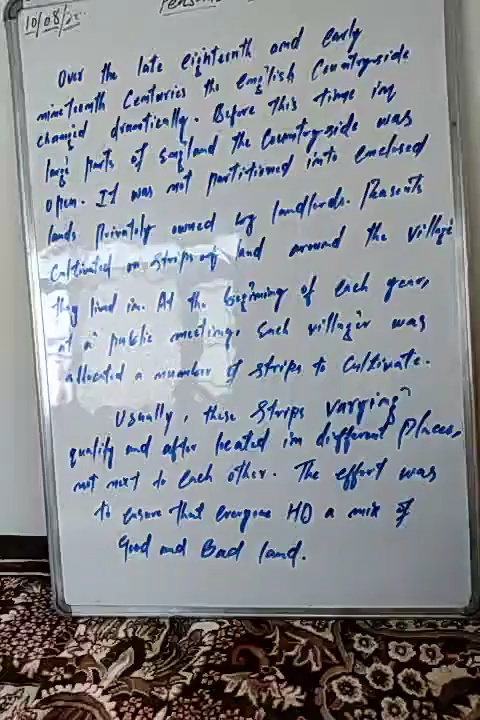 10/08/2
Over the late eighteenth and early
nineteenth Centuries the english Countryside
changed dramatically. Before this time in
large parts of England the Countryside was
open. It was not partitioned into enclosed
lands Privately owned by landlords. Peasents
Cultivated on strips of land around the village
they lived in. At the beginning of each year,
at a public meeting, each villager was
allocated a number of strips to Cultivate.
Usually, these strips varying
quality and often located in different Places,
not next to each other. The effort was
to ensure that everyone HD a mix of
Good and Bad land.